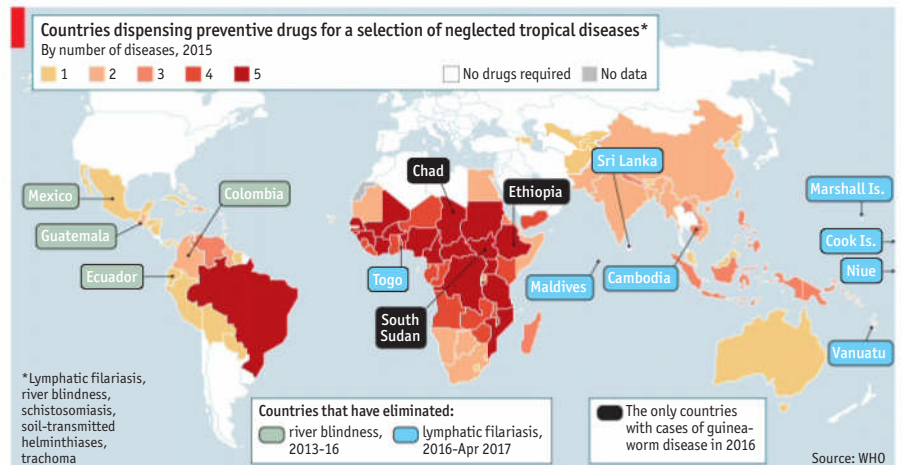 Countries dispensing preventive drugs for a selection of neglected tropical diseases*
By number of diseases, 2015
1 2 3 4 5 No drugs required No data
Sri Lanka
Chad
Ethiopia
Marshall Is.
Mexico
Colombia
Guatemala
Cook Is.
Ecuador
Togo
Maldives
Cambodia
Niue
South
Sudan
Vanuatu
*Lymphatic filariasis,
river blindness,
schistosomiasis,
soil-transmitted
helminthiases,
trachoma
Countries that have eliminated:
river blindness,
2013-16
lymphatic filariasis,
2016-Apr 2017
The only countries
with cases of guinea-
worm disease in 2016
Source: WHO